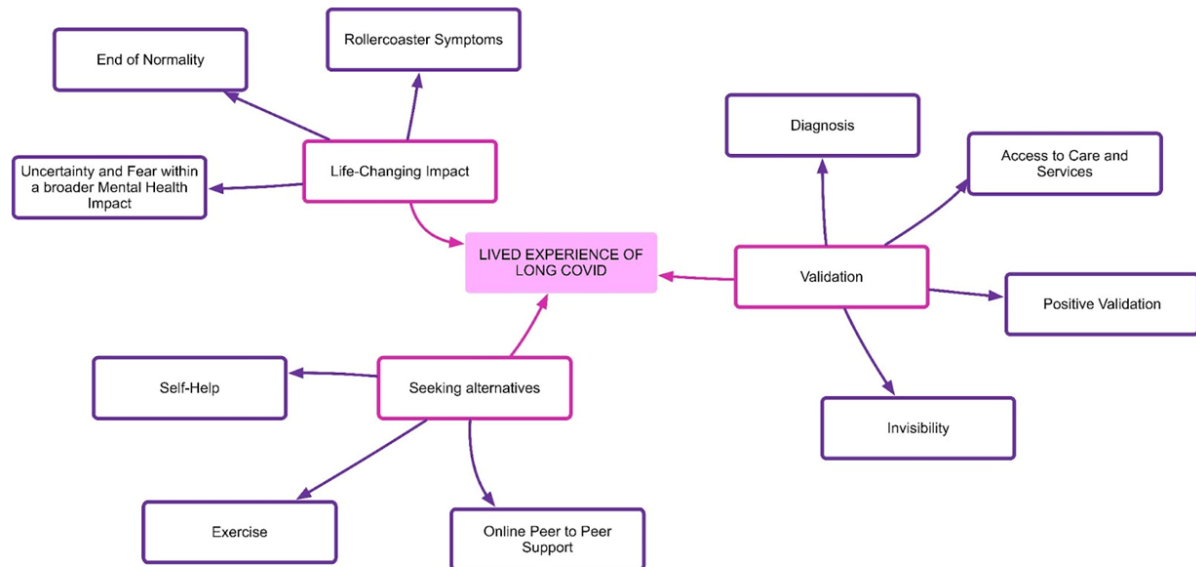 Rollercoaster Symptoms
End of Normality
Diagnosis
Access to Care and
Services
Uncertainty and Fear within
a broader Mental Health
Impact
Life-Changing Impact
LIVED EXPERIENCE OF
LONG COVID
Validation
Positive Validation
Self-Help
Seeking alternatives
Invisibility
Exercise
Online Peer to Peer
Support